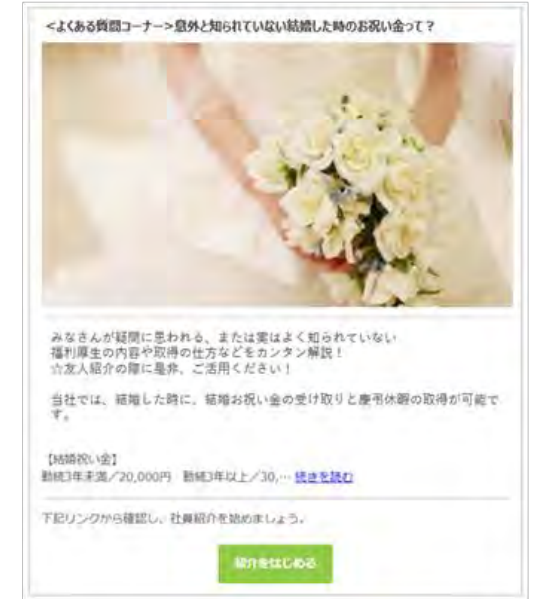 <よくある質問コーナー>意外と知られていない結婚した時のお祝い金って？
みなさんが疑問に思われる、または実はよく知られていない
福利厚生の内容や取得の仕方などをカンタン解説！
☆友人紹介の際に是非、ご活用ください！
当社では、結婚した時に、結婚お祝い金の受け取りと慶弔休暇の取得が可能で
す。
【結婚祝い金】
勤続3年未満／20,000円　勤続3年以上／30,… 続きを読む
下記リンクから確認し、社員紹介を始めましょう。
紹介をはじめる